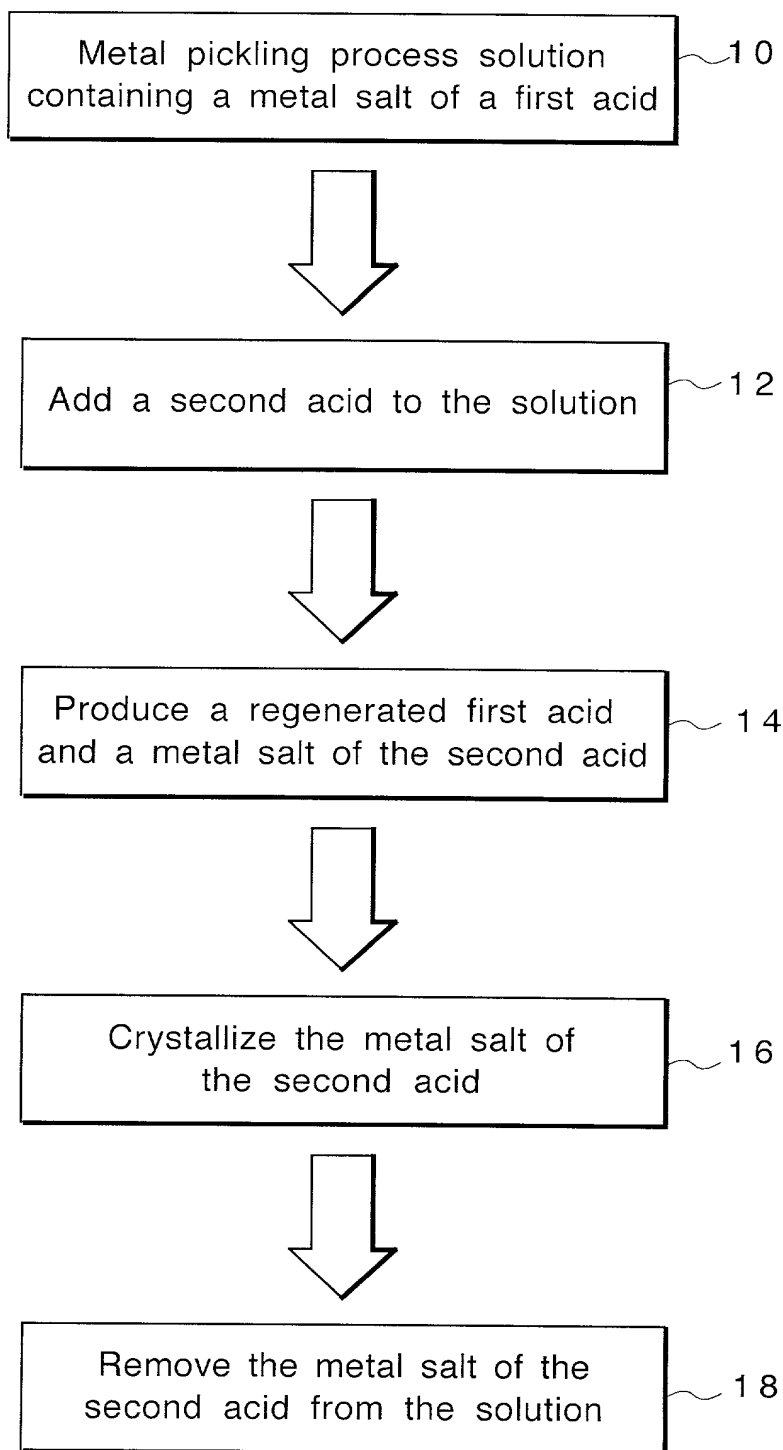 Metal pickling process solution
containing a metal salt of a first acid
10
Add a second acid to the solution
12
Produce a regenerated first acid
and a metal salt of the second acid
14
Crystallize the metal salt of
the second acid
16
Remove the metal salt of the
second acid from the solution
18